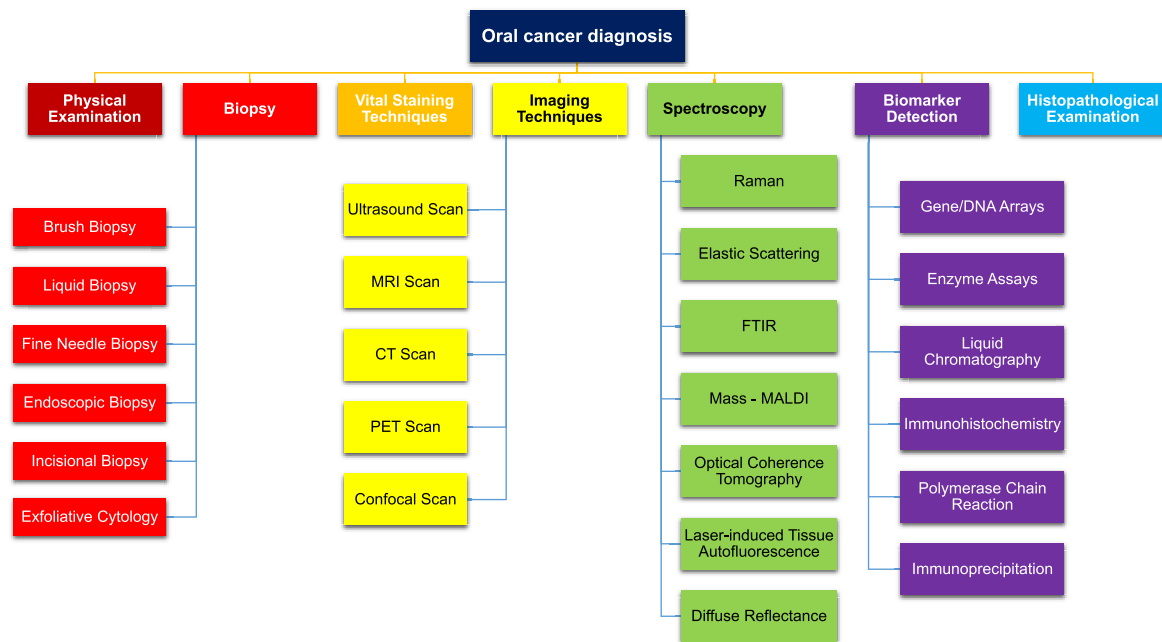 Oral cancer diagnosis
Physical
Examination
Biopsy
Vital Staining
Techniques
Imaging
Techniques
Spectroscopy
Biomarker
Detection
Histopathological
Examination
Brush Biopsy
Liquid Biopsy
Fine Needle Biopsy
Endoscopic Biopsy
Incisional Biopsy
Exfoliative Cytology
Ultrasound Scan
MRI Scan
CT Scan
PET Scan
Confocal Scan
Raman
Elastic Scattering
FTIR
Mass - MALDI
Optical Coherence
Tomography
Laser-induced Tissue
Autofluorescence
Diffuse Reflectance
Gene/DNA Arrays
Enzyme Assays
Liquid
Chromatography
Immunohistochemistry
Polymerase Chain
Reaction
Immunoprecipitation